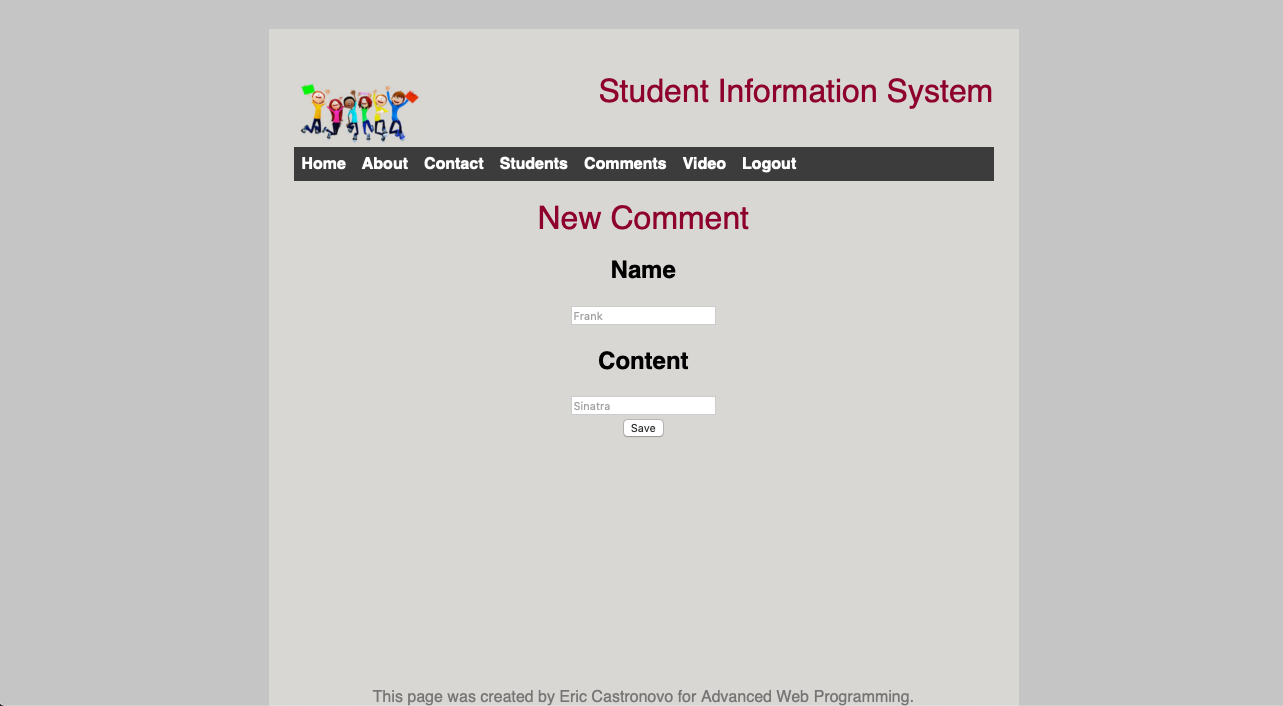 Student Information System
Home About Contact Students Comments Video Logout
New Comment
Name
Frank
Content
Sinatra
Save
This page was created by Eric Castronovo for Advanced Web Programming.